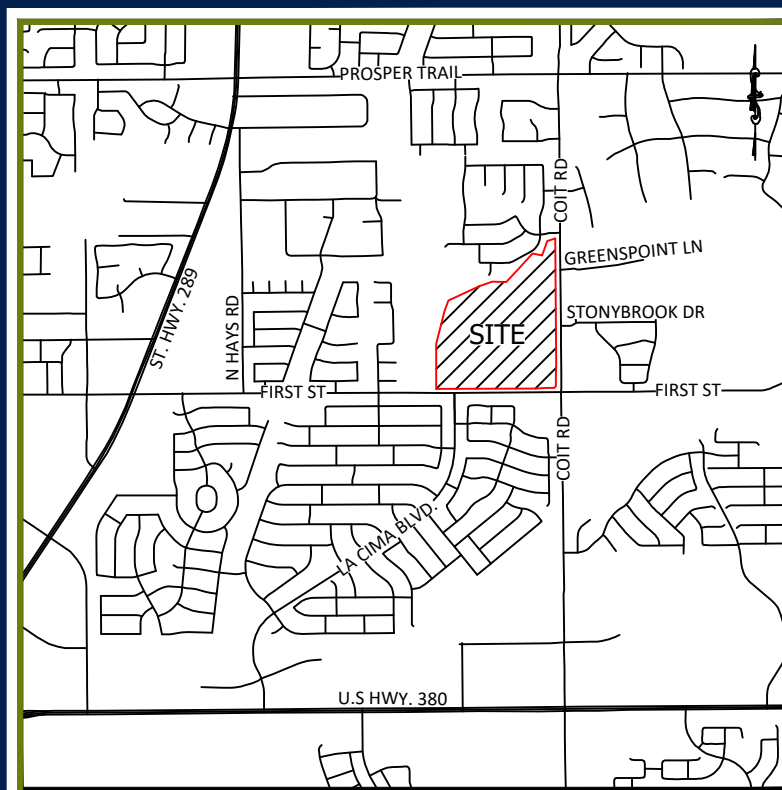 PROSPER TRAIL
COIT RD
GREENSPOINT LN
ST. HWY. 289
N HAYS RD
STONYBROOK DR
SITE
FIRST ST
FIRST ST
COIT RD
LA CIMA BLVD.
U.S HWY. 380